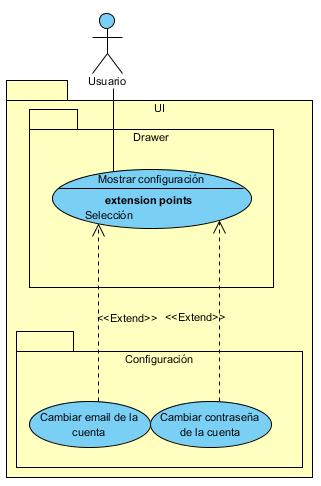 Usuario
UI
Drawer
Mostrar configuración
extension points
Selección
<<Extend>> <<Extend>>
Configuración
Cambiar email de la
cuenta
Cambiar contraseña
de la cuenta